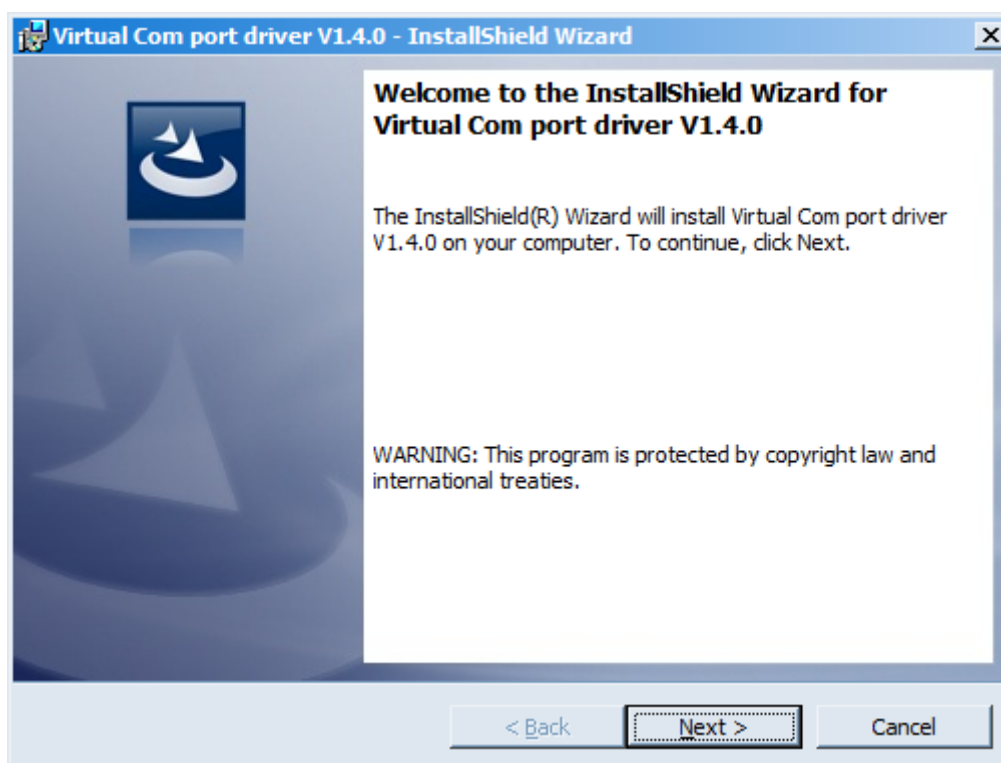 Virtual Com port driver V1.4.0 - InstallShield Wizard
Welcome to the InstallShield Wizard for
Virtual Com port driver V1.4.0
The InstallShield(R) Wizard will install Virtual Com port driver
V1.4.0 on your computer. To continue, click Next.
WARNING: This program is protected by copyright law and
international treaties.
< Back Next > Cancel